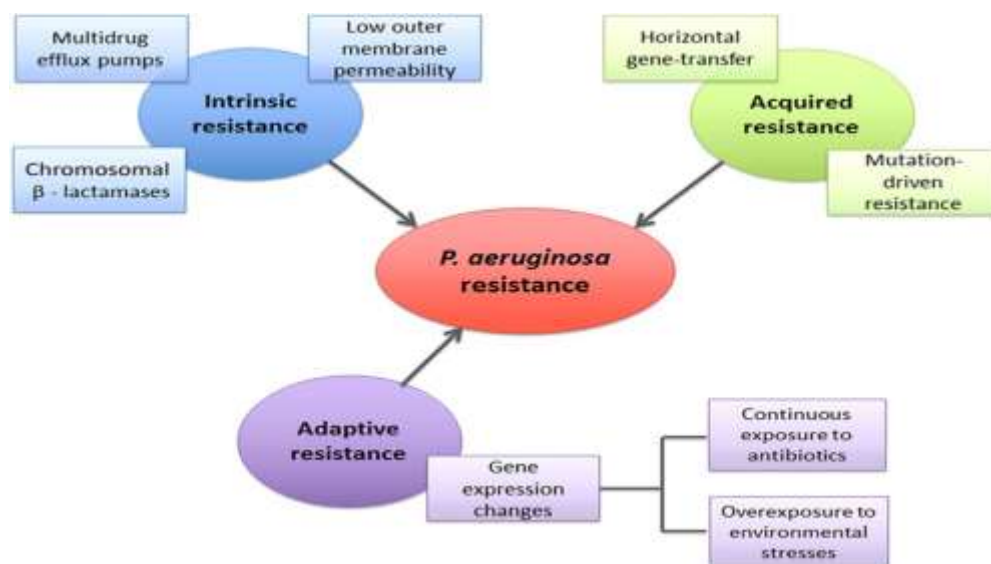 Multidrug
efflux pumps
Low outer
membrane
permeability
Intrinsic
resistance
Chromosomal
β - lactamases
Horizontal
gene-transfer
Acquired
resistance
Mutation-
driven
resistance
P. aeruginosa
resistance
Adaptive
resistance
Gene
expression
changes
Continuous
exposure to
antibiotics
Overexposure to
environmental
stresses